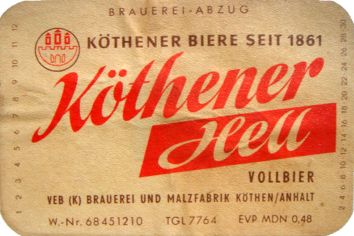 BRAUEREI-ABZUG
KÖTHENER BIERE SEIT 1861
Köthener
Hell
VOLLBIER
VEB (K) BRAUEREI UND MALZFABRIK KÖTHEN/ANHALT
W.-Nr. 68451210 TGL 7764 EVP MDN 0,48